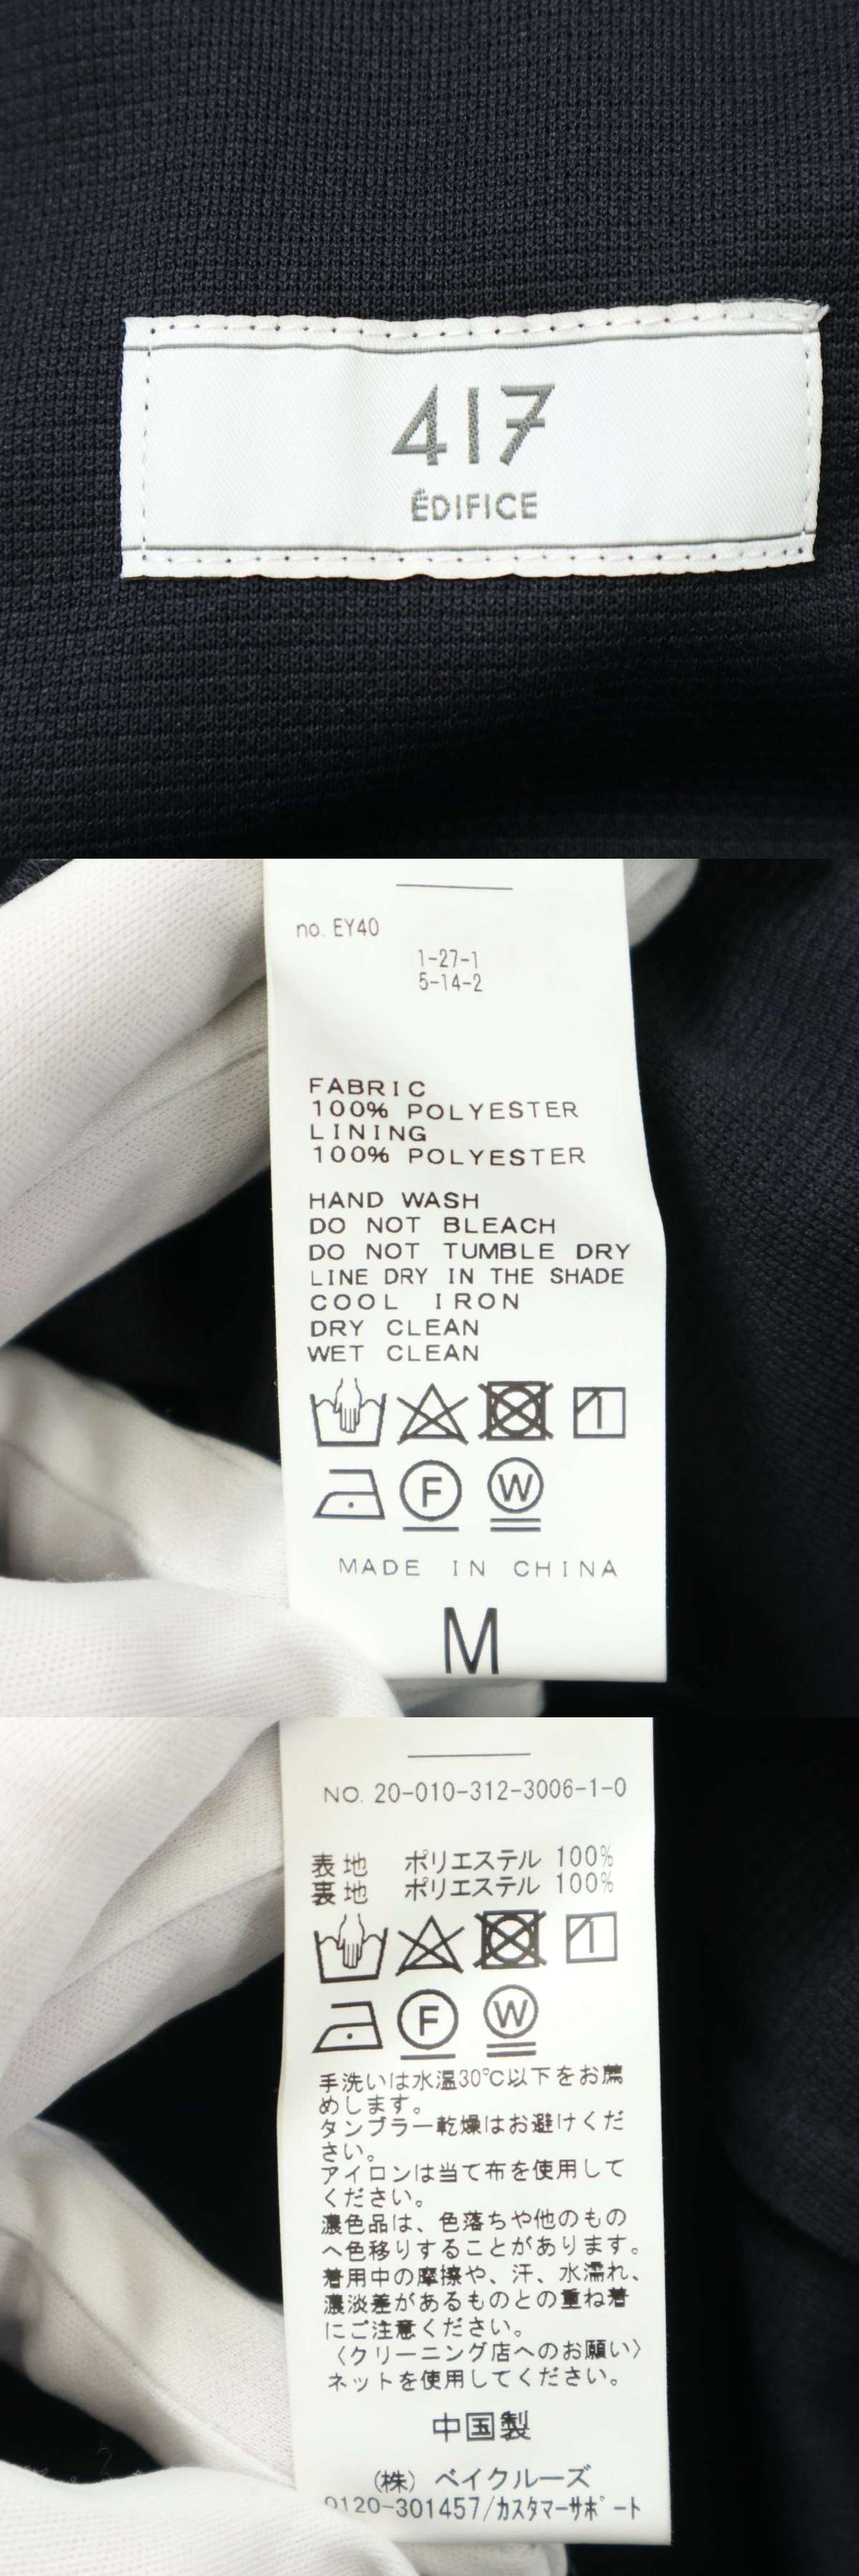 417
ÉDIFICE
no. EY40
1-27-1
5-14-2
FABRIC
100% POLYESTER
LINING
100% POLYESTER
HAND WASH
DO NOT BLEACH
DO NOT TUMBLE DRY
LINE DRY IN THE SHADE
COOL IRON
DRY CLEAN
WET CLEAN
F W
MADE IN CHINA
M
NO. 20-010-312-3006-1-0
表地 ポリエステル 100%
裏地 ポリエステル 100%
F W
手洗いは水温30℃以下をお薦
めします。
タンブラー乾燥はお避けくだ
さい。
アイロンは当て布を使用して
ください。
濃色品は、色落ちや他のもの
へ色移りすることがあります。
着用中の摩擦や、汗、水濡れ、
濃淡差があるものとの重ね着
にご注意ください。
〈クリーニング店へのお願い〉
ネットを使用してください。
中国製
(株) ベイクルーズ
0120-301457/カスタマーサポート